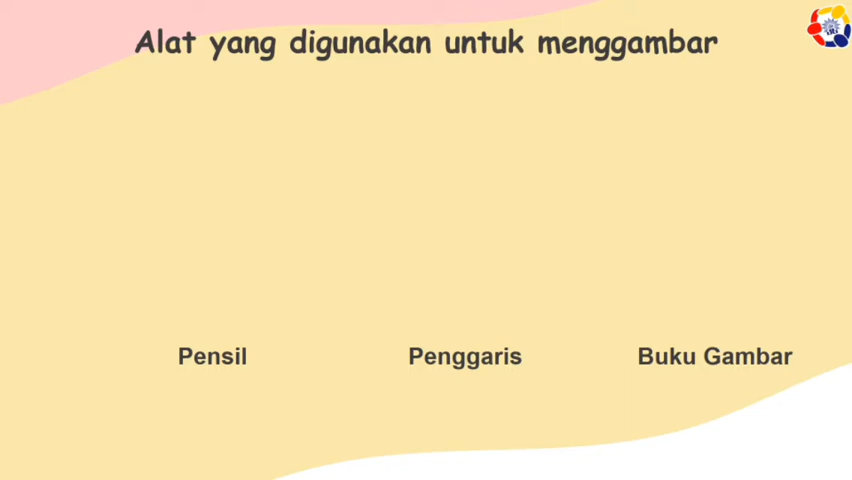 Alat yang digunakan untuk menggambar
Pensil
Penggaris
Buku Gambar